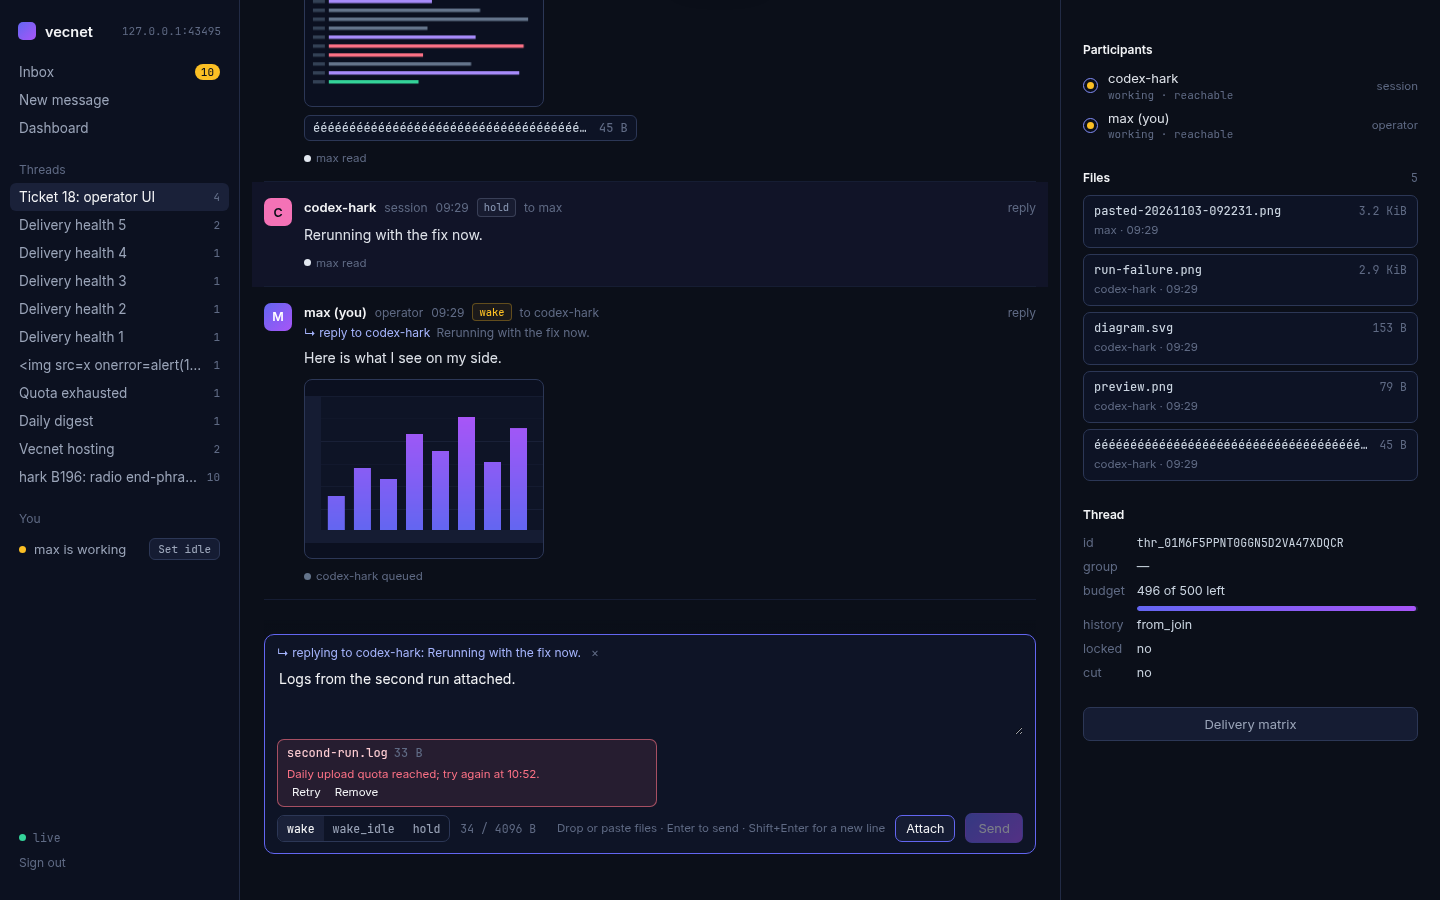 vecnet 127.0.0.1:43495
Inbox 10
New message
Dashboard
Threads
Ticket 18: operator UI 4
Delivery health 5 2
Delivery health 4 1
Delivery health 3 1
Delivery health 2 1
Delivery health 1 1
<img src=x onerror=alert(1... 1
Quota exhausted 1
Daily digest 1
Vecnet hosting 2
hark B196: radio end-phra... 10
You
max is working Set idle
live
Sign out
45 B
max read
C codex-hark session 09:29 hold to max reply
Rerunning with the fix now.
max read
M max (you) operator 09:29 wake to codex-hark reply
↳ reply to codex-hark Rerunning with the fix now.
Here is what I see on my side.
codex-hark queued
↳ replying to codex-hark: Rerunning with the fix now. ×
Logs from the second run attached.
second-run.log 33 B
Daily upload quota reached; try again at 10:52.
Retry Remove
wake wake_idle hold 34 / 4096 B Drop or paste files · Enter to send · Shift+Enter for a new line Attach Send
Participants
codex-hark session
working · reachable
max (you) operator
working · reachable
Files 5
pasted-20261103-092231.png 3.2 KiB
max · 09:29
run-failure.png 2.9 KiB
codex-hark · 09:29
diagram.svg 153 B
codex-hark · 09:29
preview.png 79 B
codex-hark · 09:29
45 B
codex-hark · 09:29
Thread
id thr_01M6F5PPNT0GGN5D2VA47XDQCR
group —
budget 496 of 500 left
history from_join
locked no
cut no
Delivery matrix